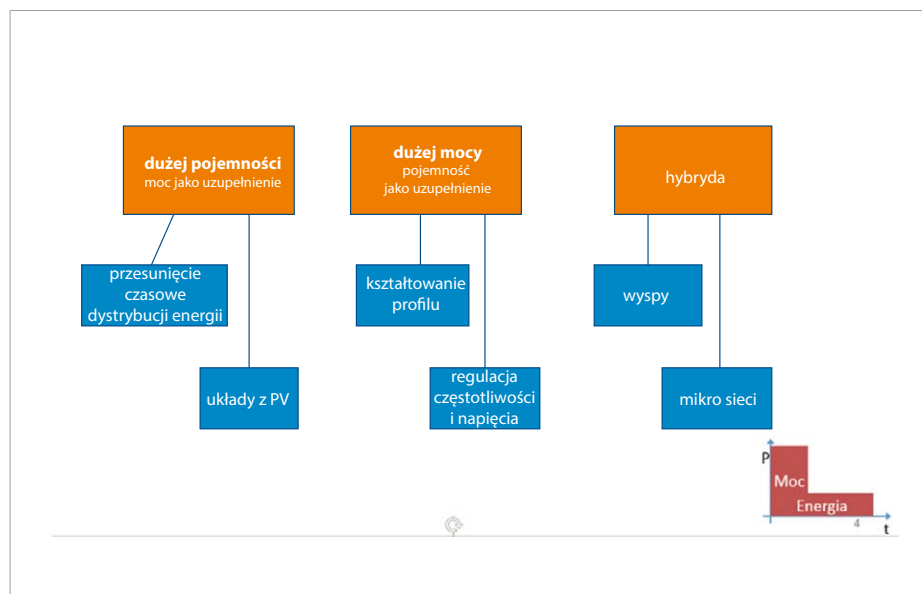 dużej pojemności
moc jako uzupełnienie
dużej mocy
pojemność
jako uzupełnienie
hybryda
przesunięcie
czasowe
dystrybucji energii
kształtowanie
profilu
wyspy
układy z PV
regulacja
częstotliwości
i napięcia
mikro sieci
P
Moc
Energia
4
t